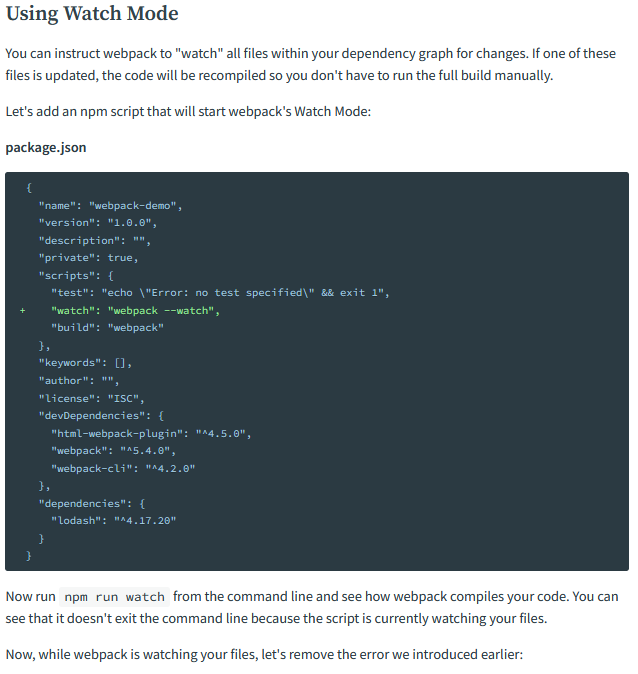 Using Watch Mode
You can instruct webpack to "watch" all files within your dependency graph for changes. If one of these
files is updated, the code will be recompiled so you don't have to run the full build manually.
Let's add an npm script that will start webpack's Watch Mode:
package.json
{
  "name": "webpack-demo",
  "version": "1.0.0",
  "description": "",
  "private": true,
  "scripts": {
    "test": "echo \"Error: no test specified\" && exit 1",
+    "watch": "webpack --watch",
    "build": "webpack"
  },
  "keywords": [],
  "author": "",
  "license": "ISC",
  "devDependencies": {
    "html-webpack-plugin": "^4.5.0",
    "webpack": "^5.4.0",
    "webpack-cli": "^4.2.0"
  },
  "dependencies": {
    "lodash": "^4.17.20"
  }
}
Now run npm run watch from the command line and see how webpack compiles your code. You can
see that it doesn't exit the command line because the script is currently watching your files.
Now, while webpack is watching your files, let's remove the error we introduced earlier: